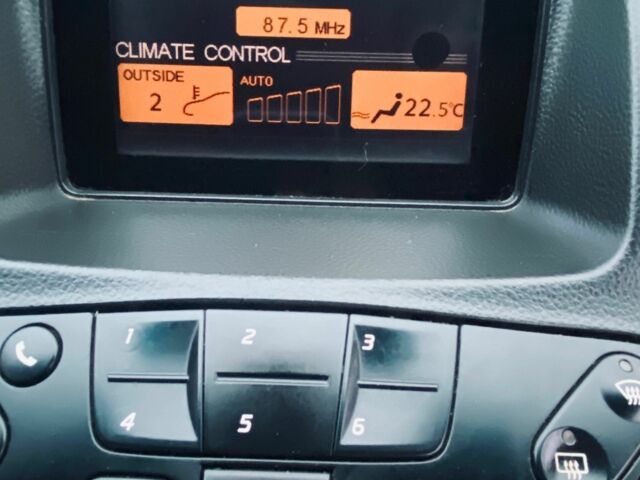 87.5 MHz
CLIMATE CONTROL
OUTSIDE
2
AUTO
22.5°C
1 2 3
4 5 6